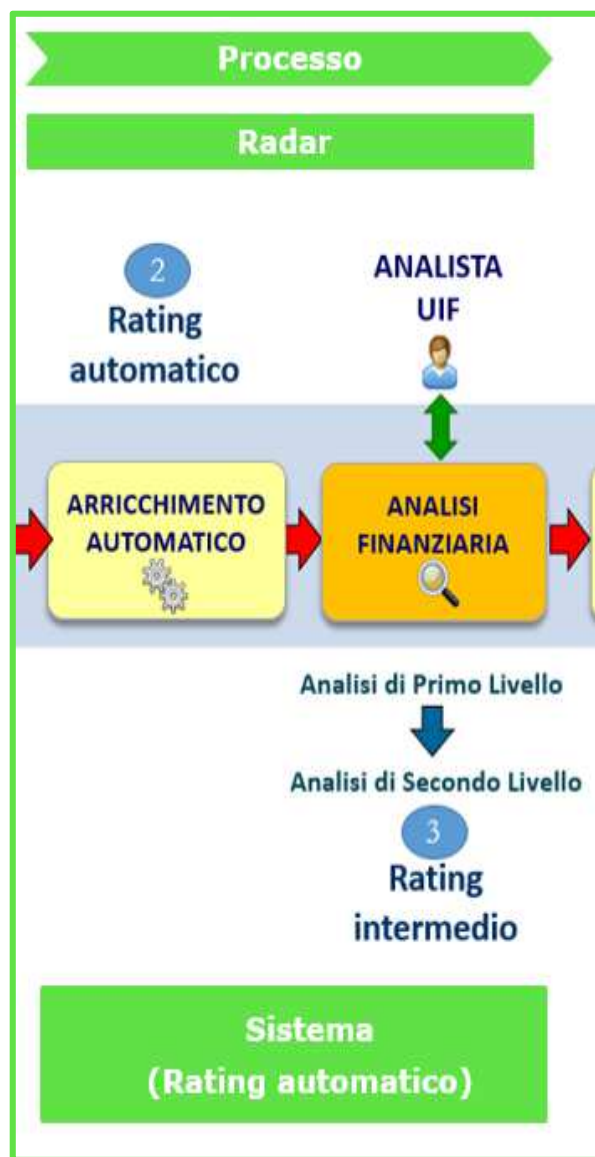 Processo
Radar
2
Rating
automatico
ANALISTA
UIF
ARRICCHIMENTO
AUTOMATICO
ANALISI
FINANZIARIA
Analisi di Primo Livello
Analisi di Secondo Livello
3
Rating
intermedio
Sistema
(Rating automatico)